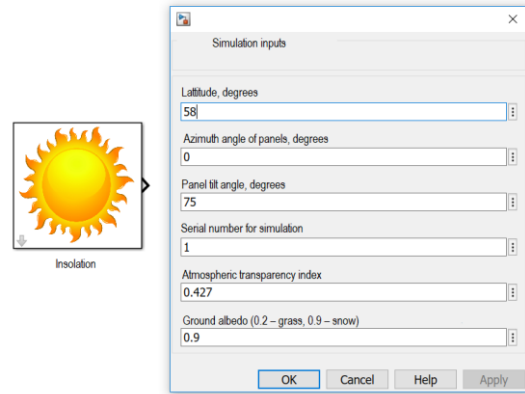 Simulation inputs
Lattitude, degrees
58
Azimuth angle of panels, degrees
0
Panel tilt angle, degrees
75
Serial number for simulation
1
Atmospheric transparency index
0.427
Ground albedo (0.2 – grass, 0.9 – snow)
0.9
OK Cancel Help Apply
Insolation